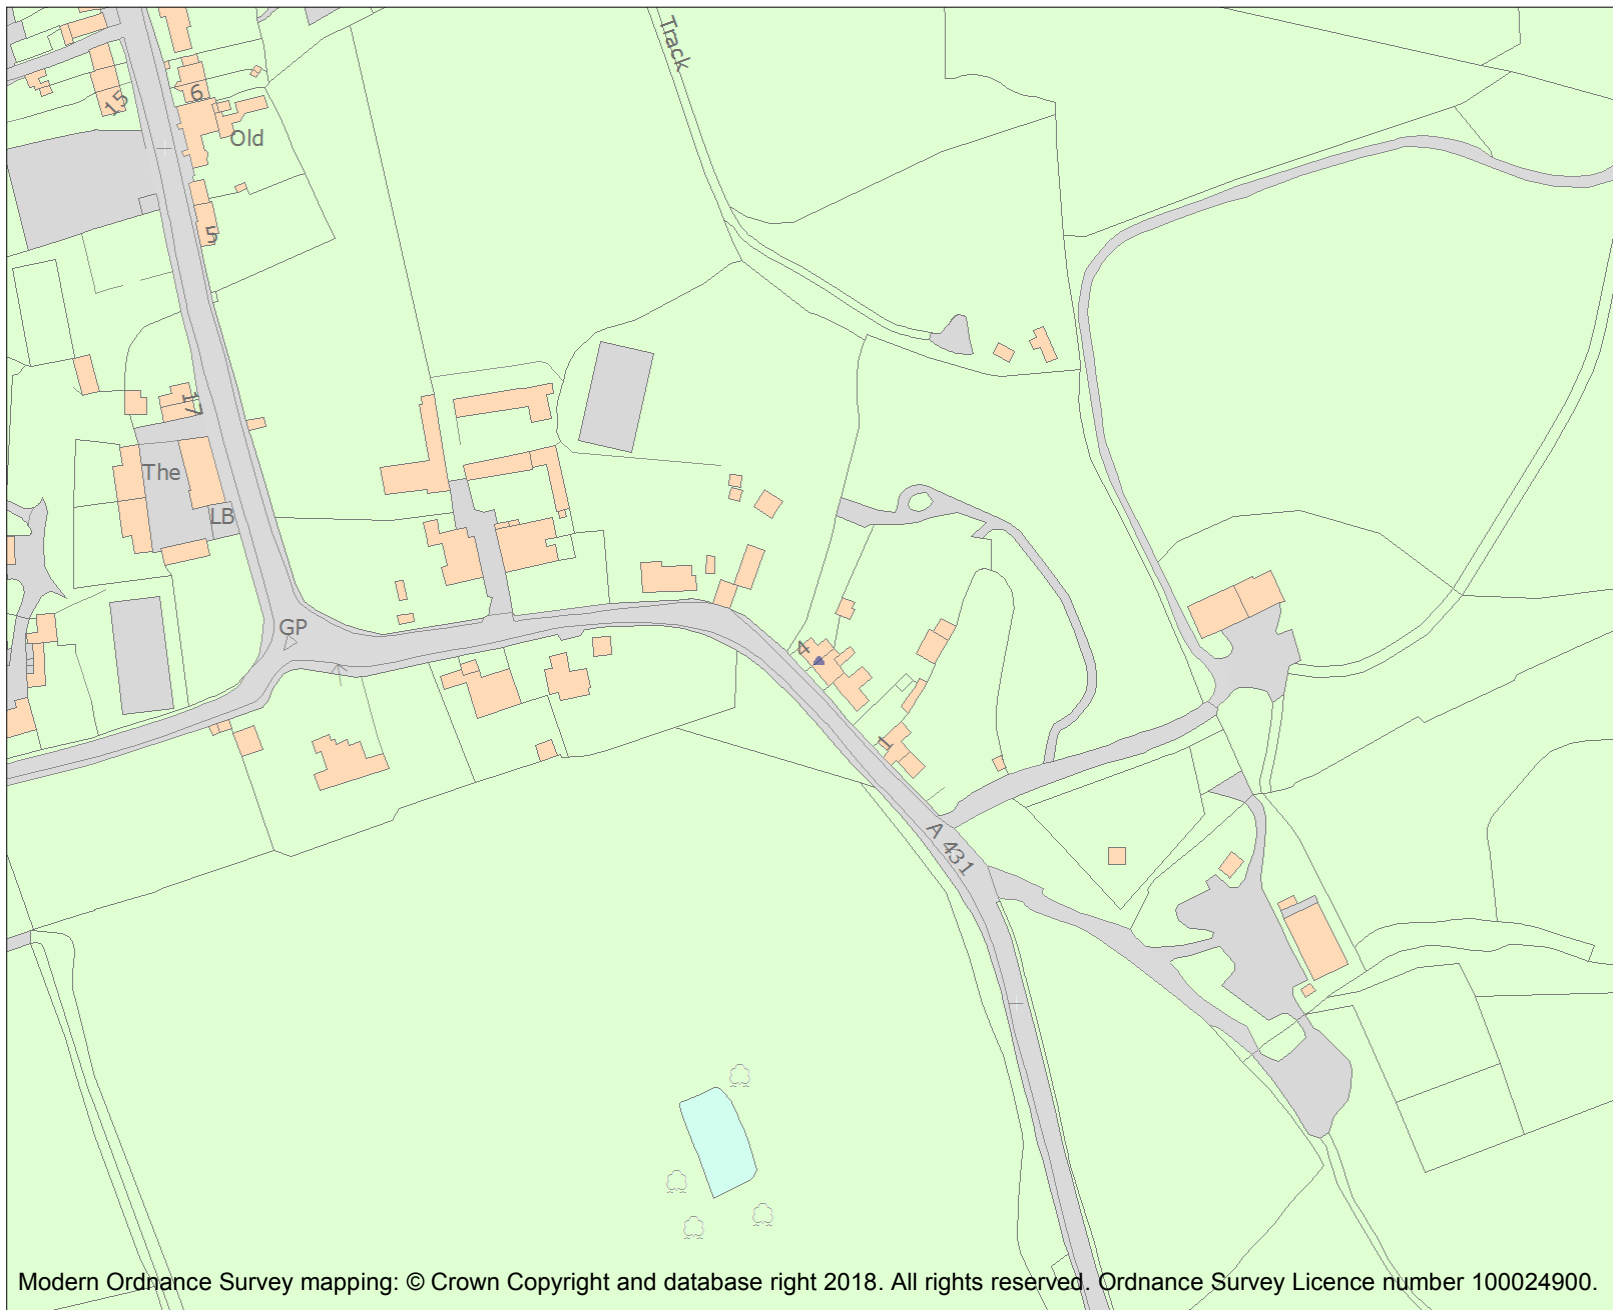 Track
15
6
Old
5
17
The
LB
GP
4
1
A 431
Modern Ordnance Survey mapping: © Crown Copyright and database right 2018. All rights reserved. Ordnance Survey Licence number 100024900.